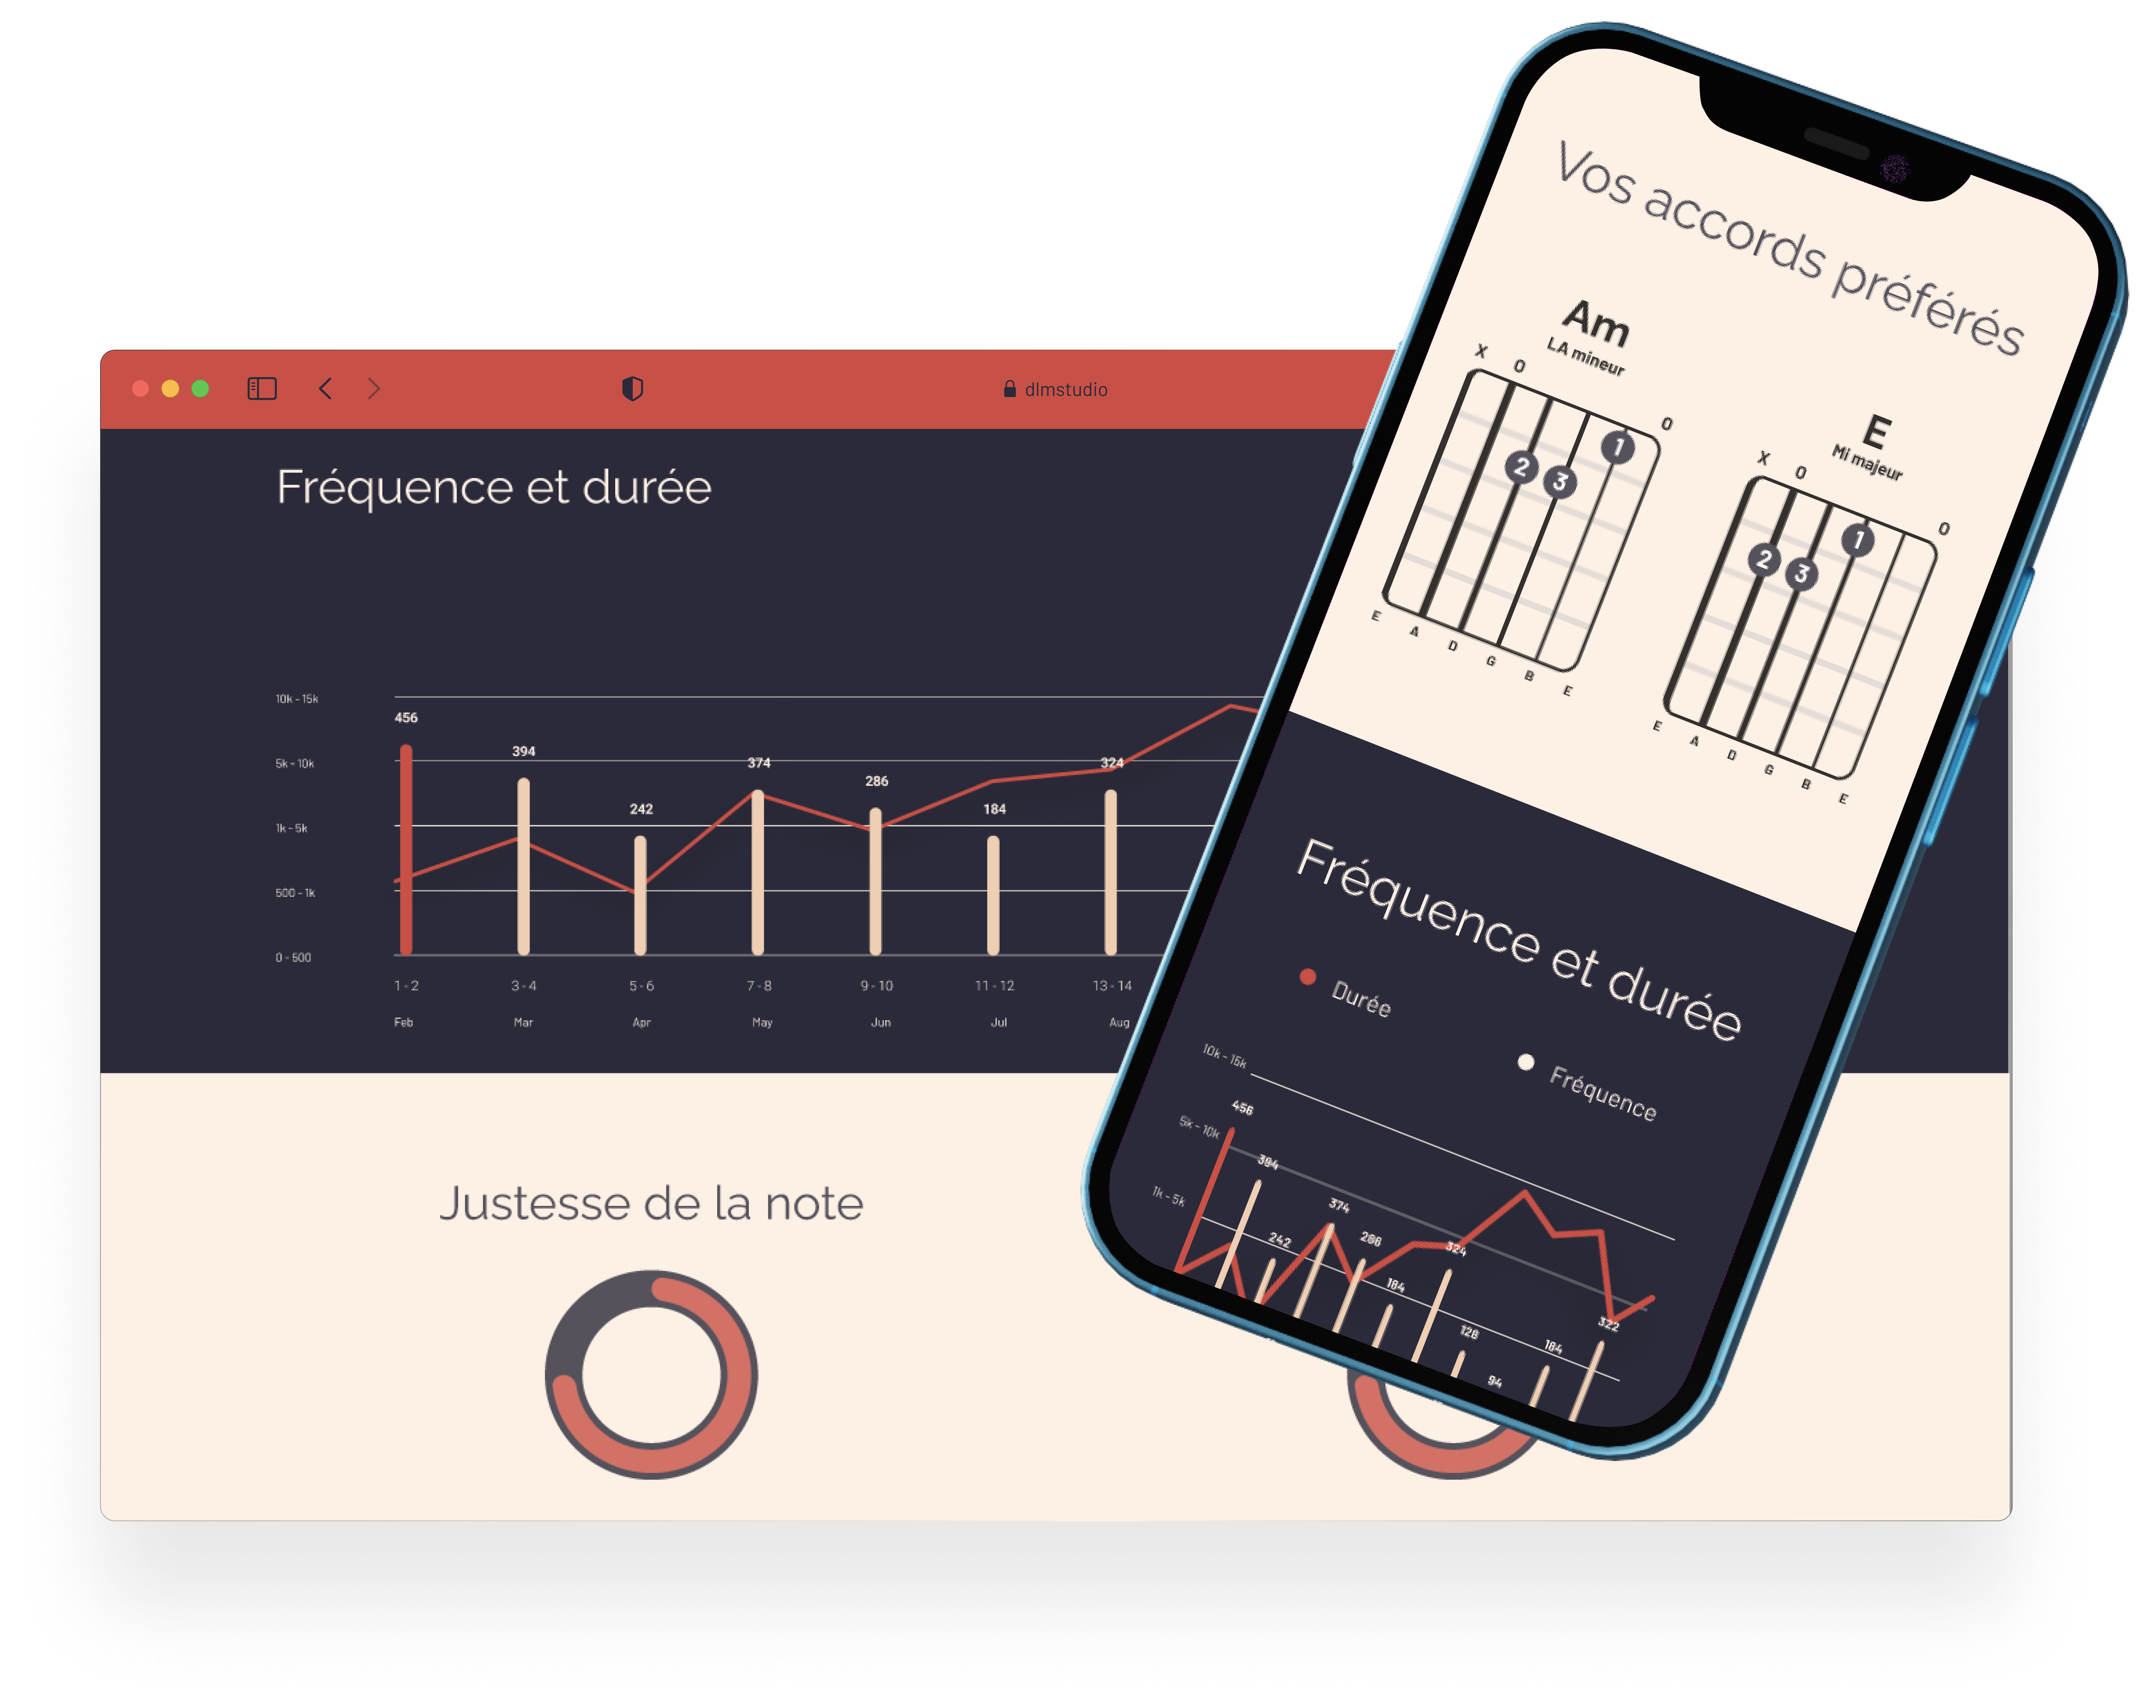 dlmstudio
Fréquence et durée
10k - 15k
5k - 10k
1k - 5k
500 - 1k
0 - 500
456
394
242
374
286
184
324
1 - 2
3 - 4
5 - 6
7 - 8
9 - 10
11 - 12
13 - 14
Feb
Mar
Apr
May
Jun
Jul
Aug
Justesse de la note
Vos accords préférés
Am
LA mineur
X O O
1
2 3
E A D G B E
E
Mi majeur
X O O
1
2 3
E A D G B E
Fréquence et durée
Durée
Fréquence
10k - 15k
5k - 10k
1k - 5k
456
394
242
374
286
184
324
128
94
184
322